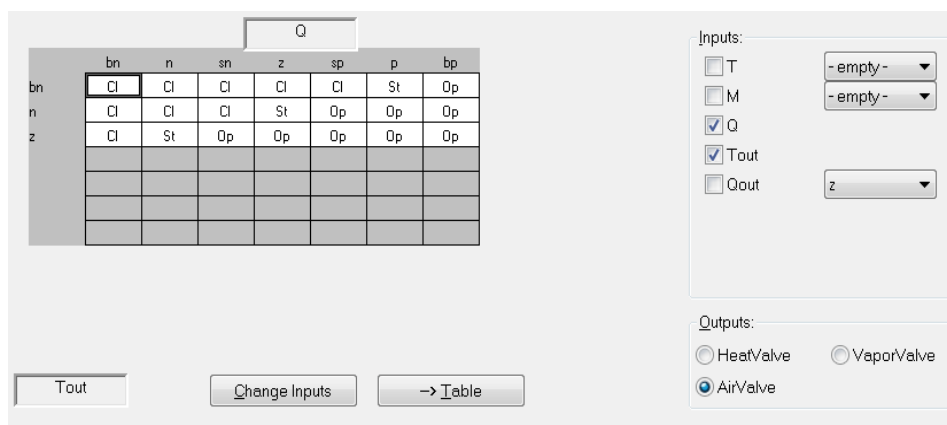 Q
bn n sn z sp p bp
bn Cl Cl Cl Cl Cl St Op
n Cl Cl Cl St Op Op Op
z Cl St Op Op Op Op Op
Tout
Change Inputs
-> Table
Inputs:
T - empty -
M - empty -
Q
Tout
Qout z
Outputs:
HeatValve VaporValve
AirValve